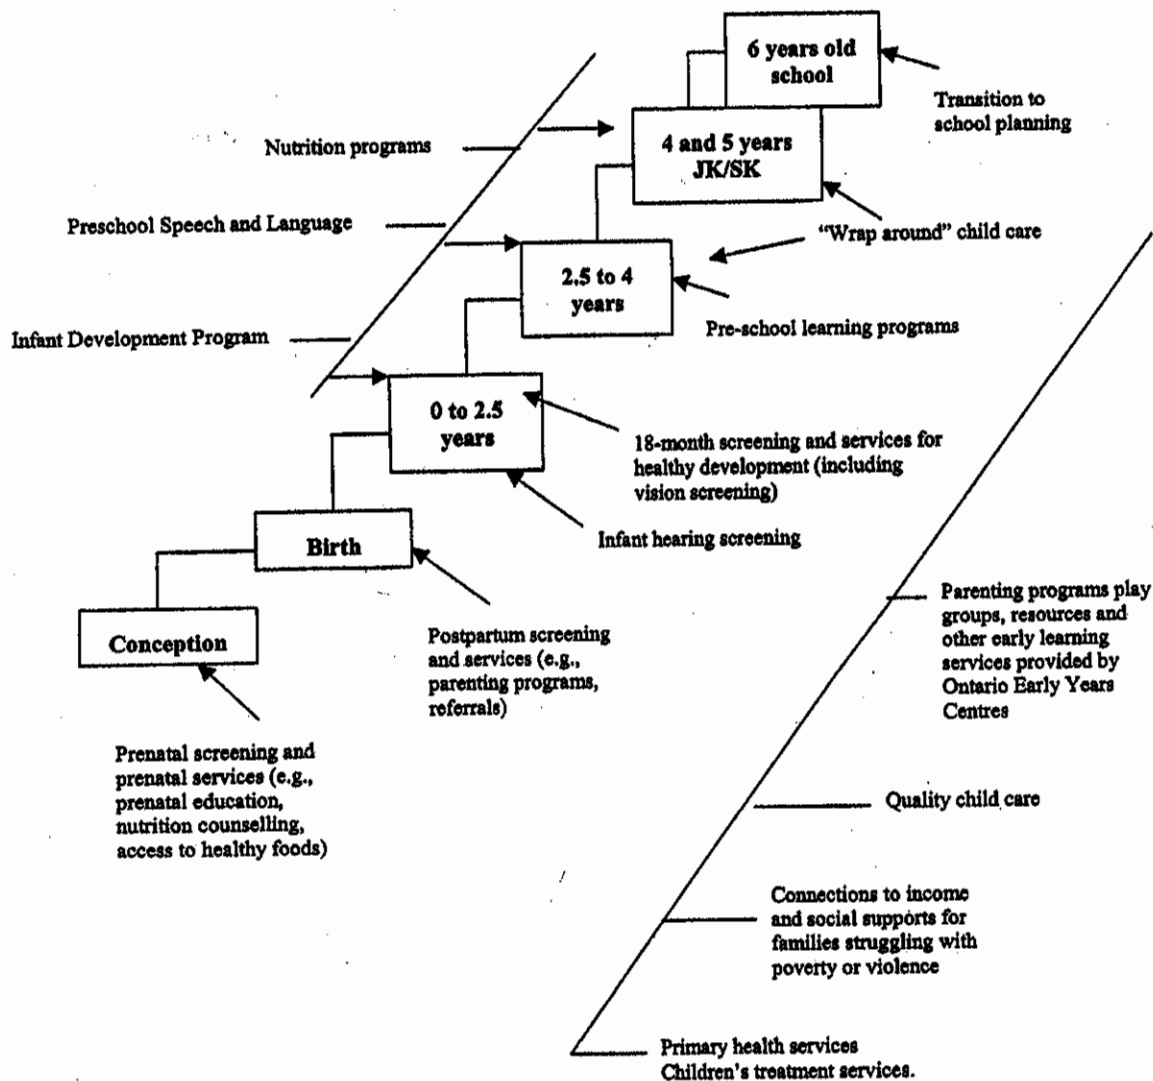 6 years old
school
Transition to
school planning
4 and 5 years
JK/SK
Nutrition programs
Preschool Speech and Language
"Wrap around" child care
2.5 to 4
years
Pre-school learning programs
Infant Development Program
0 to 2.5
years
18-month screening and services for
healthy development (including
vision screening)
Infant hearing screening
Birth
Postpartum screening
and services (e.g.,
parenting programs,
referrals)
Conception
Prenatal screening and
prenatal services (e.g.,
prenatal education,
nutrition counselling,
access to healthy foods)
Parenting programs play
groups, resources and
other early learning
services provided by
Ontario Early Years
Centres
Quality child care
Connections to income
and social supports for
families struggling with
poverty or violence
Primary health services
Children's treatment services.